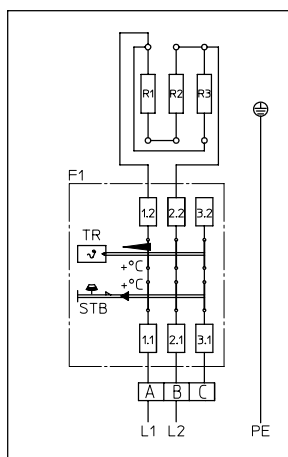 R1 R2 R3
F1
1.2 2.2 3.2
TR
+°C
+°C
STB
1.1 2.1 3.1
A B C
L1 L2 PE